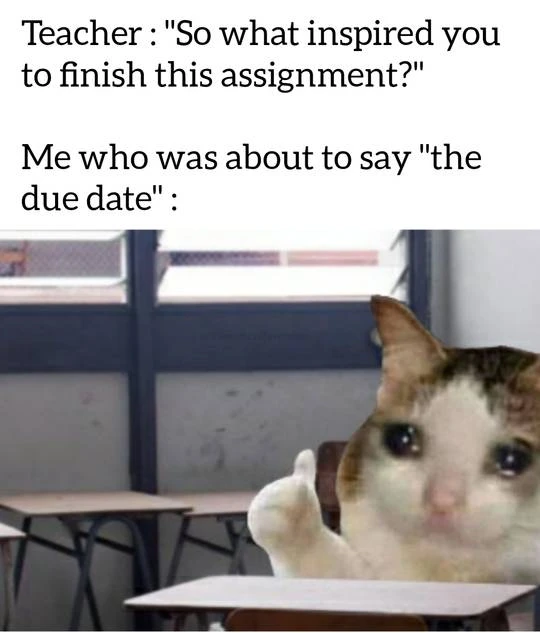 Teacher : "So what inspired you
to finish this assignment?"
Me who was about to say "the
due date" :